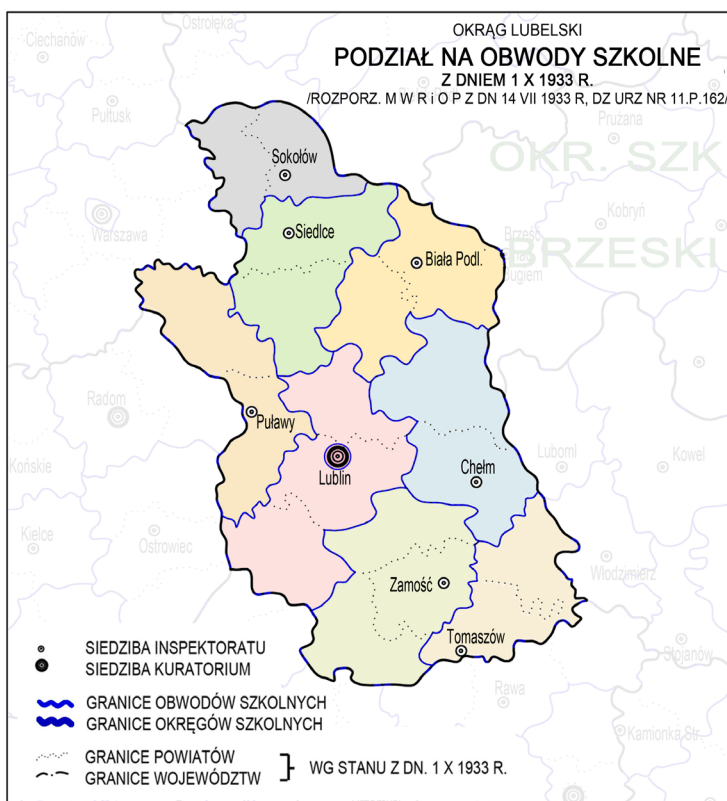 OKRĄG LUBELSKI
PODZIAŁ NA OBWODY SZKOLNE
Z DNIEM 1 X 1933 R.
/ROZPORZ. M W R i O P Z DN 14 VII 1933 R, DZ URZ NR 11.P.162/
Ostrołęka
Ciechanów
Pułtusk
Prużana
OKR. SZK
BRZESKI
Sokołów
Kobryń
Warszawa
Siedlce
Brześć
Bugiem
Biała Podl.
Radom
Puławy
Końskie
Lublin
Chełm
Luboml
Kowel
Kielce
Ostrowiec
Włodzimierz
Zamość
Tomaszów
Stojanów
Rawa
Kamionka Str.
SIEDZIBA INSPEKTORATU
SIEDZIBA KURATORIUM
GRANICE OBWODÓW SZKOLNYCH
GRANICE OKRĘGÓW SZKOLNYCH
GRANICE POWIATÓW
GRANICE WOJEWÓDZTW
} WG STANU Z DN. 1 X 1933 R.